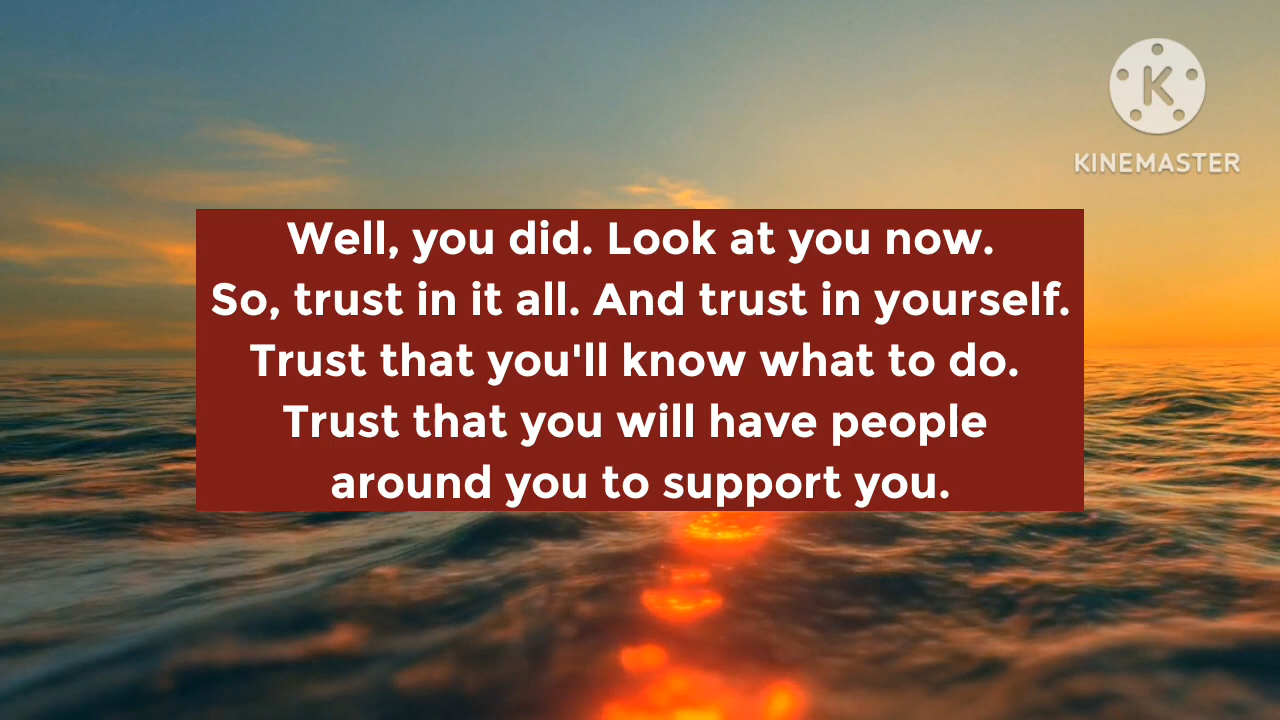 K
KINEMASTER
Well, you did. Look at you now.
So, trust in it all. And trust in yourself.
Trust that you'll know what to do.
Trust that you will have people
around you to support you.